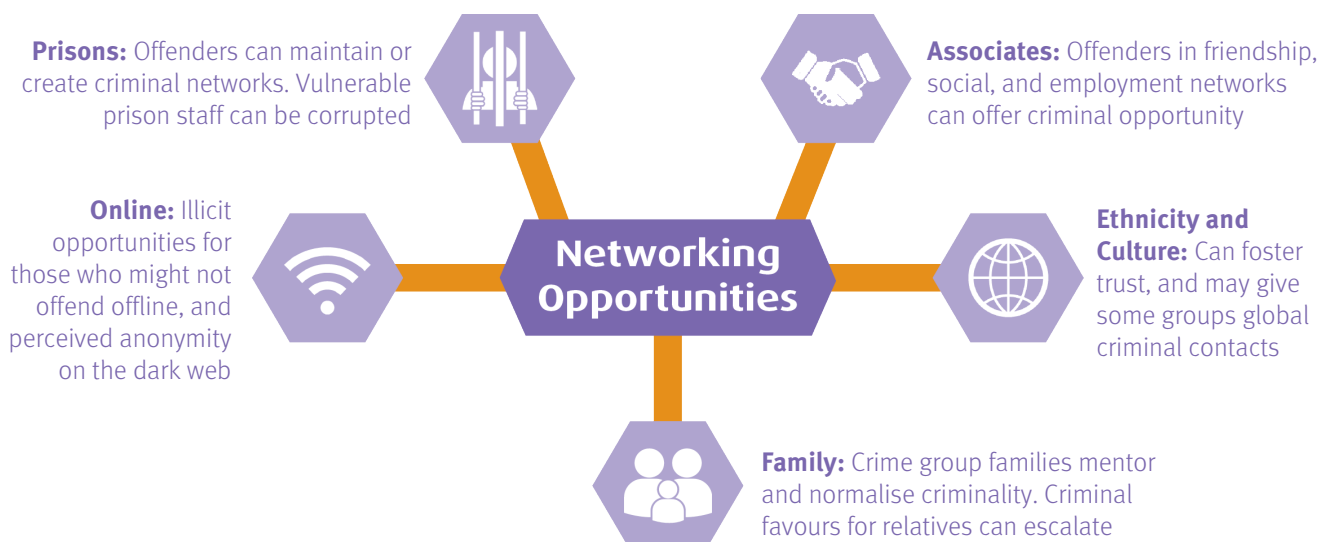 Prisons: Offenders can maintain or
create criminal networks. Vulnerable
prison staff can be corrupted
Associates: Offenders in friendship,
social, and employment networks
can offer criminal opportunity
Online: Illicit
opportunities for
those who might not
offend offline, and
perceived anonymity
on the dark web
Networking
Opportunities
Ethnicity and
Culture: Can foster
trust, and may give
some groups global
criminal contacts
Family: Crime group families mentor
and normalise criminality. Criminal
favours for relatives can escalate